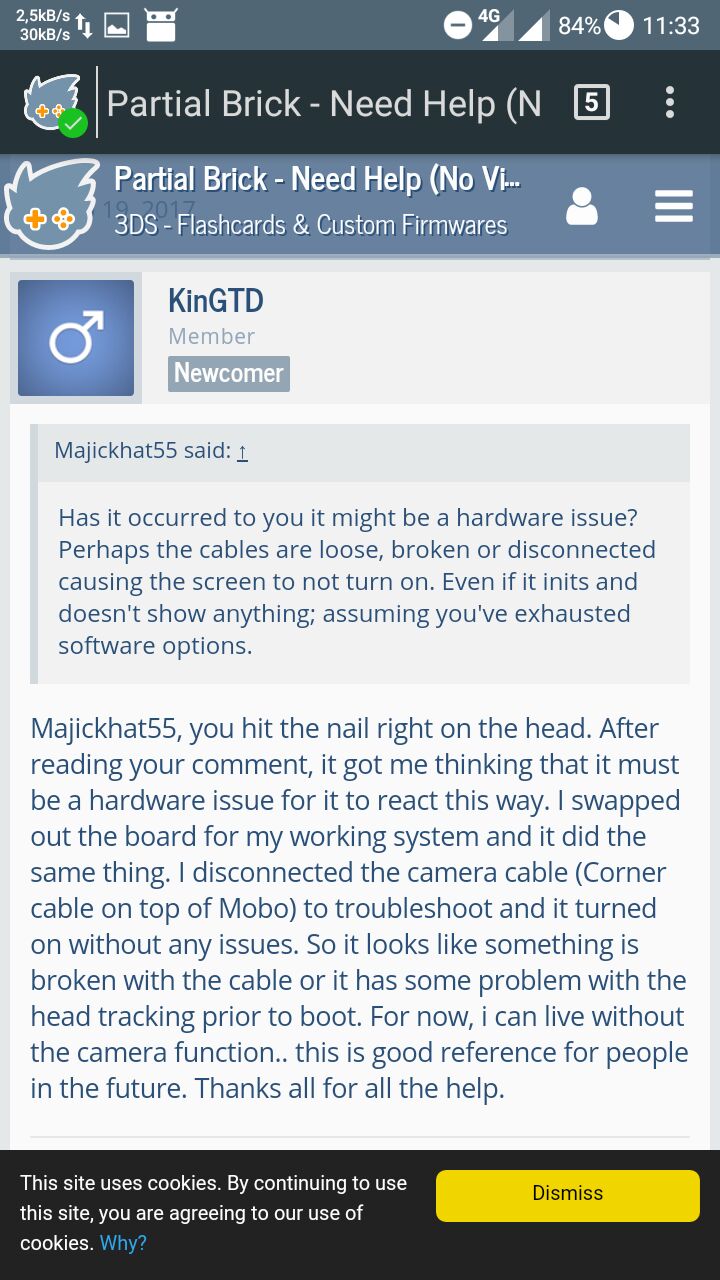 2,5kB/s
30kB/s
4G
84%
11:33
Partial Brick - Need Help (N
5
Partial Brick - Need Help (No Vi...
19, 2017
3DS - Flashcards & Custom Firmwares
KinGTD
Member
Newcomer
Majickhat55 said: ↑
Has it occurred to you it might be a hardware issue?
Perhaps the cables are loose, broken or disconnected
causing the screen to not turn on. Even if it inits and
doesn't show anything; assuming you've exhausted
software options.
Majickhat55, you hit the nail right on the head. After
reading your comment, it got me thinking that it must
be a hardware issue for it to react this way. I swapped
out the board for my working system and it did the
same thing. I disconnected the camera cable (Corner
cable on top of Mobo) to troubleshoot and it turned
on without any issues. So it looks like something is
broken with the cable or it has some problem with the
head tracking prior to boot. For now, i can live without
the camera function.. this is good reference for people
in the future. Thanks all for all the help.
This site uses cookies. By continuing to use
this site, you are agreeing to our use of
cookies. Why?
Dismiss